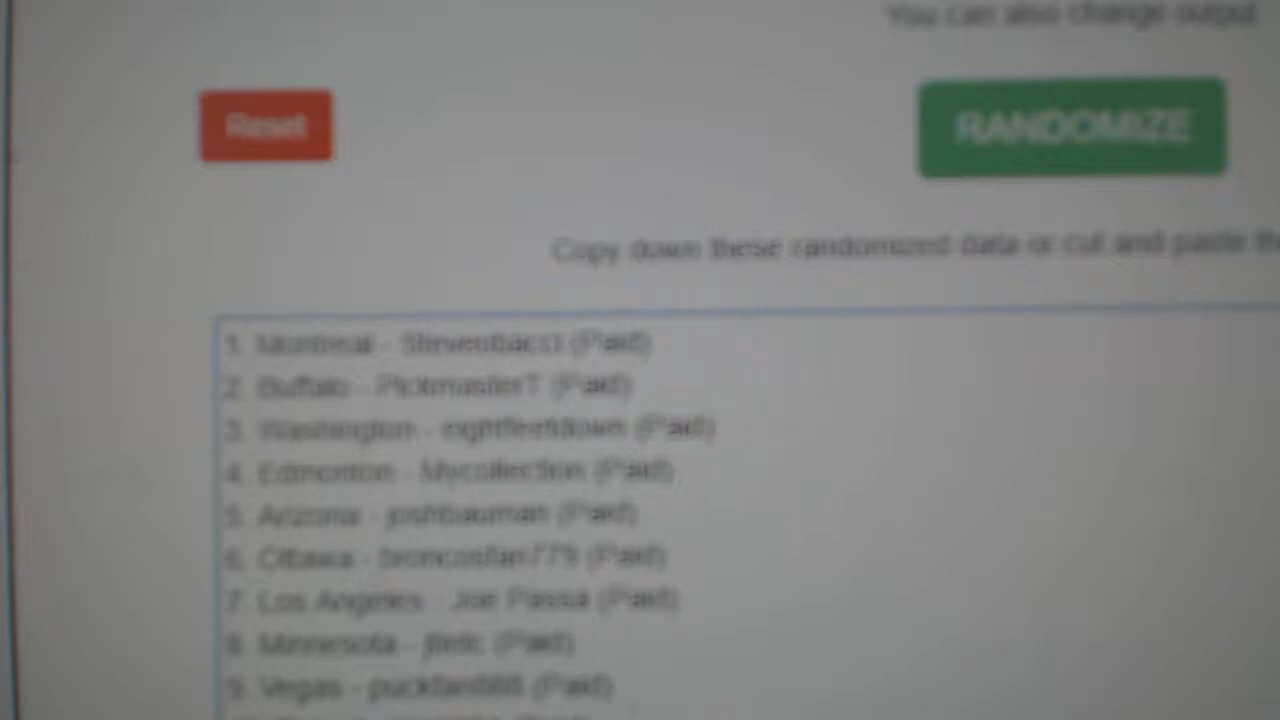 You can also change output
Reset
RANDOMIZE
Copy down these randomized data or cut and paste
1. Montreal - (Paid)
2. Buffalo - PickmasterT (Paid)
3. Washington - eightfeetdown (Paid)
4. Edmonton - Mycollection (Paid)
5. Arizona - joshbauman (Paid)
6. Ottawa - broncosfan779 (Paid)
7. Los Angeles - Joe Passa (Paid)
8. Minnesota - (Paid)
9. Vegas - (Paid)